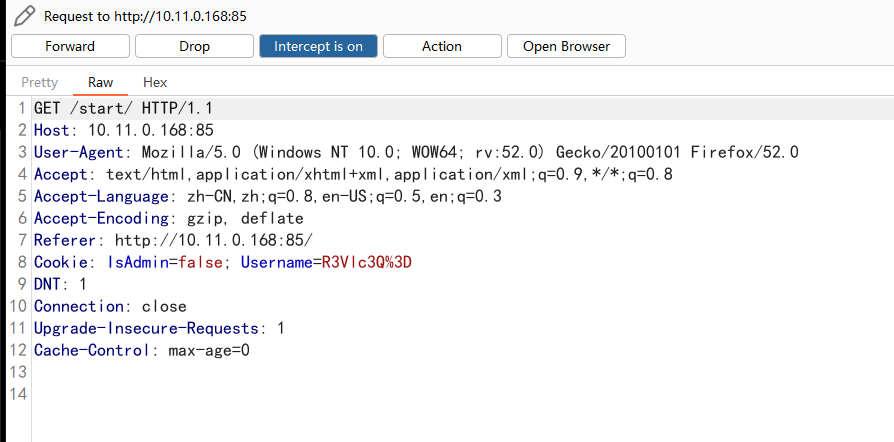 Request to http://10.11.0.168:85
Forward Drop Intercept is on Action Open Browser
Pretty Raw Hex
1 GET /start/ HTTP/1.1
2 Host: 10.11.0.168:85
3 User-Agent: Mozilla/5.0 (Windows NT 10.0; WOW64; rv:52.0) Gecko/20100101 Firefox/52.0
4 Accept: text/html,application/xhtml+xml,application/xml;q=0.9,*/*;q=0.8
5 Accept-Language: zh-CN,zh;q=0.8,en-US;q=0.5,en;q=0.3
6 Accept-Encoding: gzip, deflate
7 Referer: http://10.11.0.168:85/
8 Cookie: IsAdmin=false; Username=R3Vlc3Q%3D
9 DNT: 1
10 Connection: close
11 Upgrade-Insecure-Requests: 1
12 Cache-Control: max-age=0
13
14